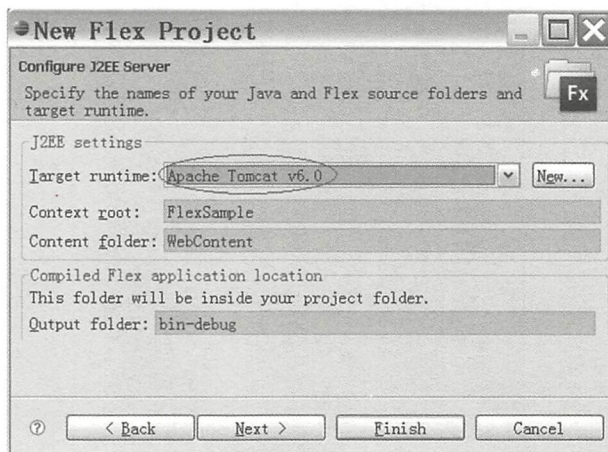 New Flex Project
Configure J2EE Server
Specify the names of your Java and Flex source folders and
target runtime.
Fx
J2EE settings
Target runtime: Apache Tomcat v6.0 New...
Context root: FlexSample
Content folder: WebContent
Compiled Flex application location
This folder will be inside your project folder.
Output folder: bin-debug
? < Back Next > Finish Cancel